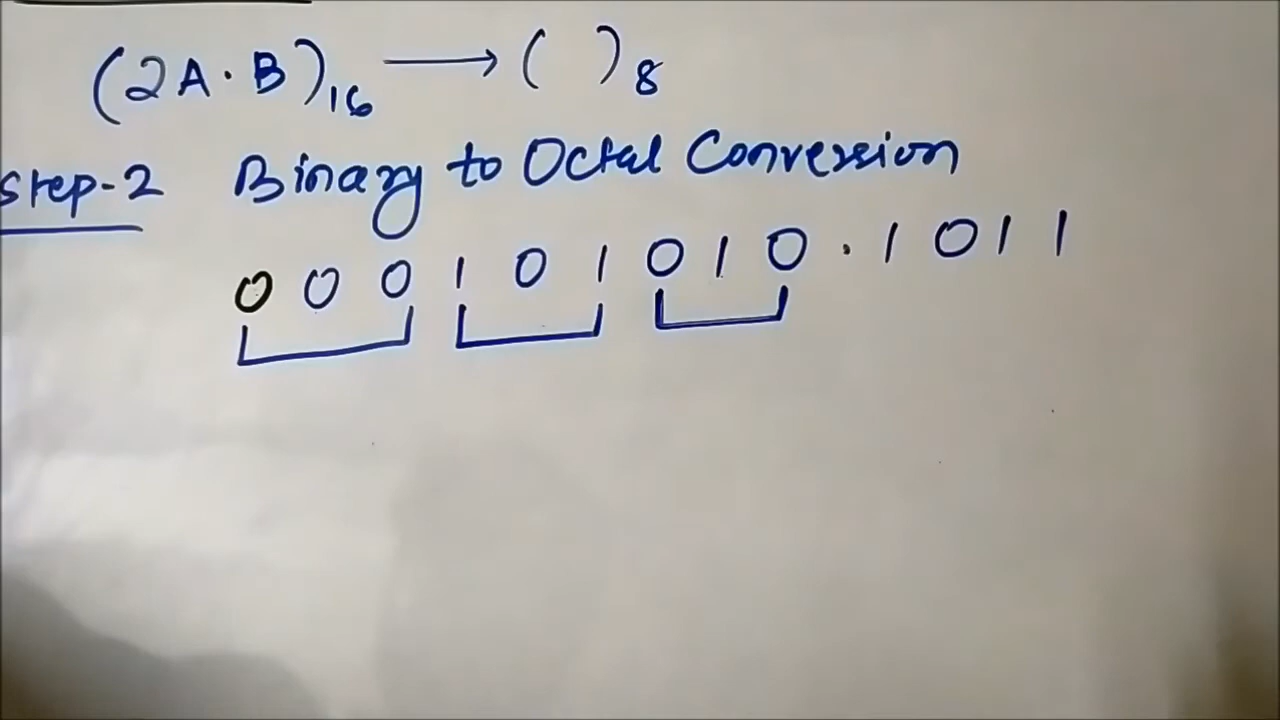 (2A.B)16 → ( )8
Step-2 Binary to Octal Conversion
0 0 0 1 0 1 0 1 0 . 1 0 1 1